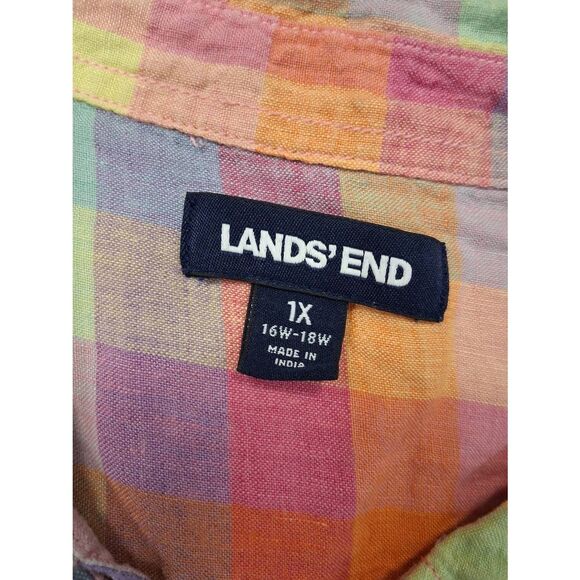 LANDS' END
1X
16W-18W
MADE IN
INDIA